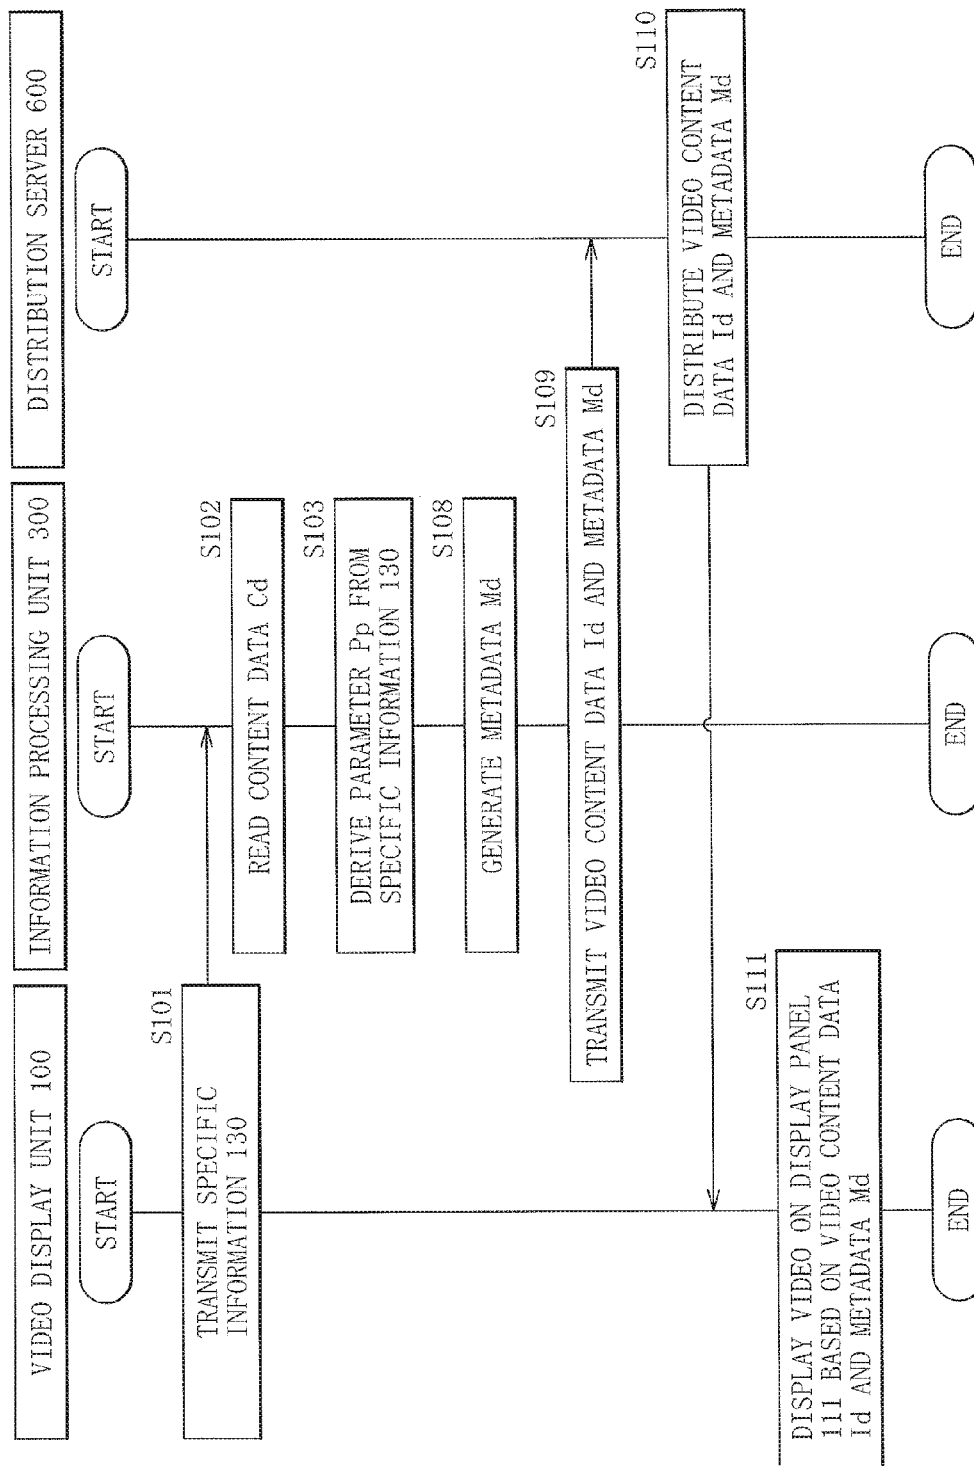 VIDEO DISPLAY UNIT 100
INFORMATION PROCESSING UNIT 300
DISTRIBUTION SERVER 600
START
START
START
S101
TRANSMIT SPECIFIC
INFORMATION 130
S102
READ CONTENT DATA Cd
S103
DERIVE PARAMETER Pp FROM
SPECIFIC INFORMATION 130
S108
GENERATE METADATA Md
S109
TRANSMIT VIDEO CONTENT DATA Id AND METADATA Md
S110
DISTRIBUTE VIDEO CONTENT
DATA Id AND METADATA Md
S111
DISPLAY VIDEO ON DISPLAY PANEL
111 BASED ON VIDEO CONTENT DATA
Id AND METADATA Md
END
END
END